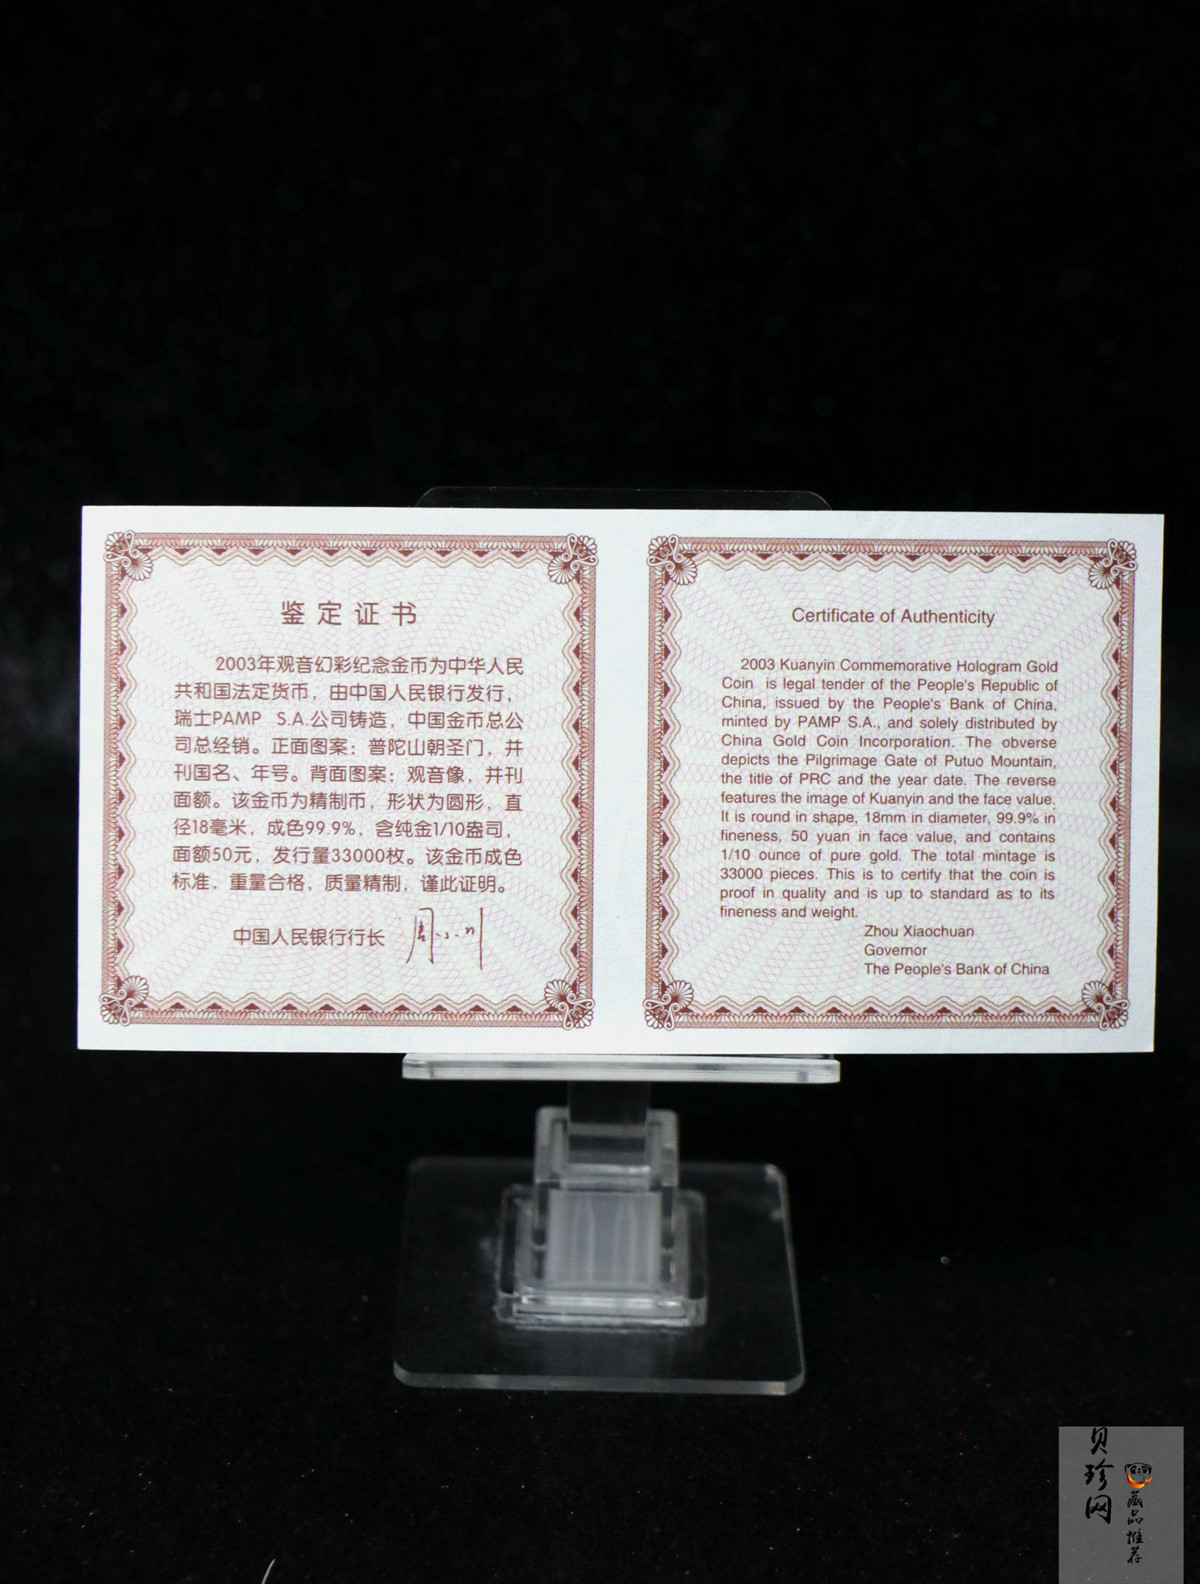 鉴定证书
2003年观音幻彩纪念金币为中华人民
共和国法定货币，由中国人民银行发行，
瑞士PAMP S.A.公司铸造，中国金币总公
司总经销。正面图案：普陀山朝圣门，并
刊国名、年号。背面图案：观音像，并刊
面额。该金币为精制币，形状为圆形，直
径18毫米，成色99.9%，含纯金1/10盎司，
面额50元，发行量33000枚。该金币成色
标准，重量合格，质量精制，谨此证明。
中国人民银行行长 周小川
Certificate of Authenticity
2003 Kuanyin Commemorative Hologram Gold
Coin is legal tender of the People's Republic of
China, issued by the People's Bank of China,
minted by PAMP S.A., and solely distributed by
China Gold Coin Incorporation. The obverse
depicts the Pilgrimage Gate of Putuo Mountain,
the title of PRC and the year date. The reverse
features the image of Kuanyin and the face value.
It is round in shape, 18mm in diameter, 99.9% in
fineness, 50 yuan in face value, and contains
1/10 ounce of pure gold. The total mintage is
33000 pieces. This is to certify that the coin is
proof in quality and is up to standard as to its
fineness and weight.
Zhou Xiaochuan
Governor
The People's Bank of China
贝珍网
藏品推荐